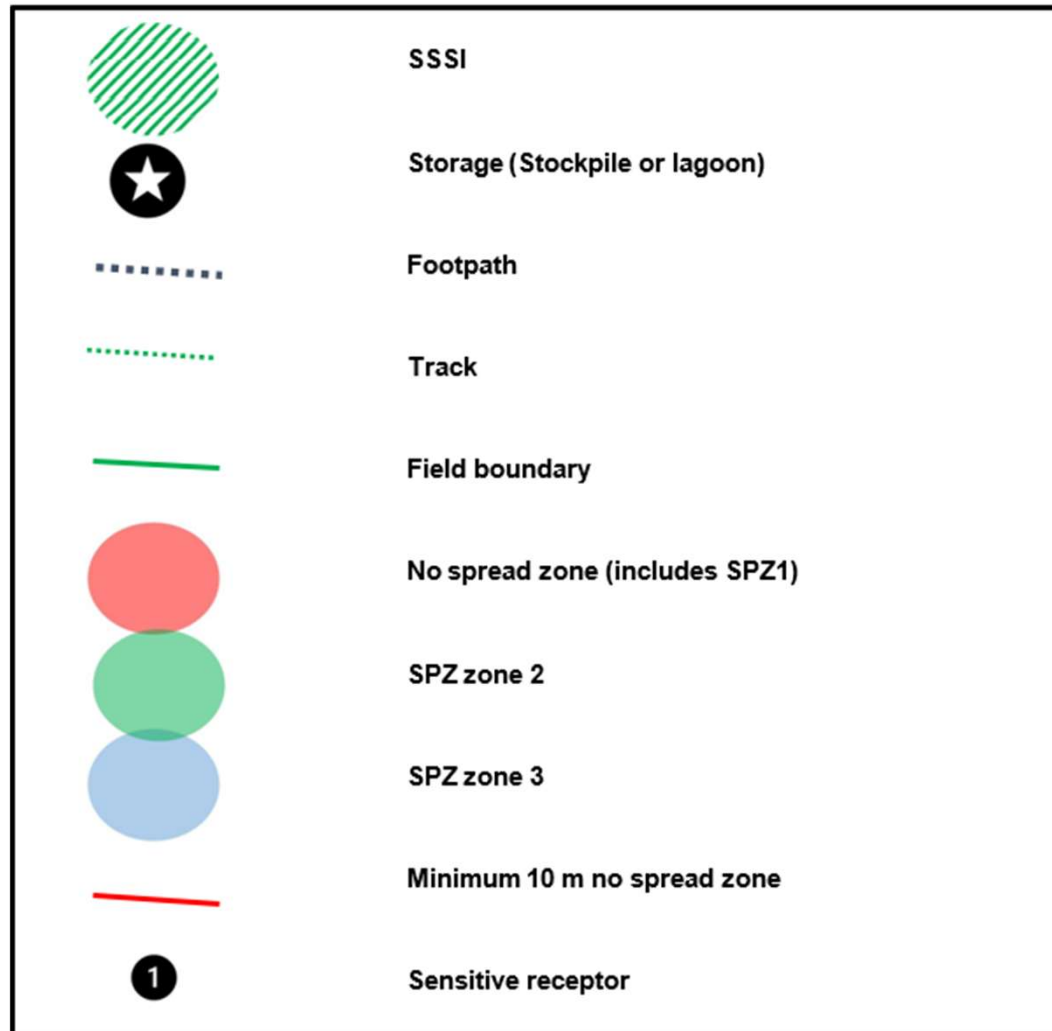 SSSI
Storage (Stockpile or lagoon)
Footpath
Track
Field boundary
No spread zone (includes SPZ1)
SPZ zone 2
SPZ zone 3
Minimum 10 m no spread zone
1
Sensitive receptor